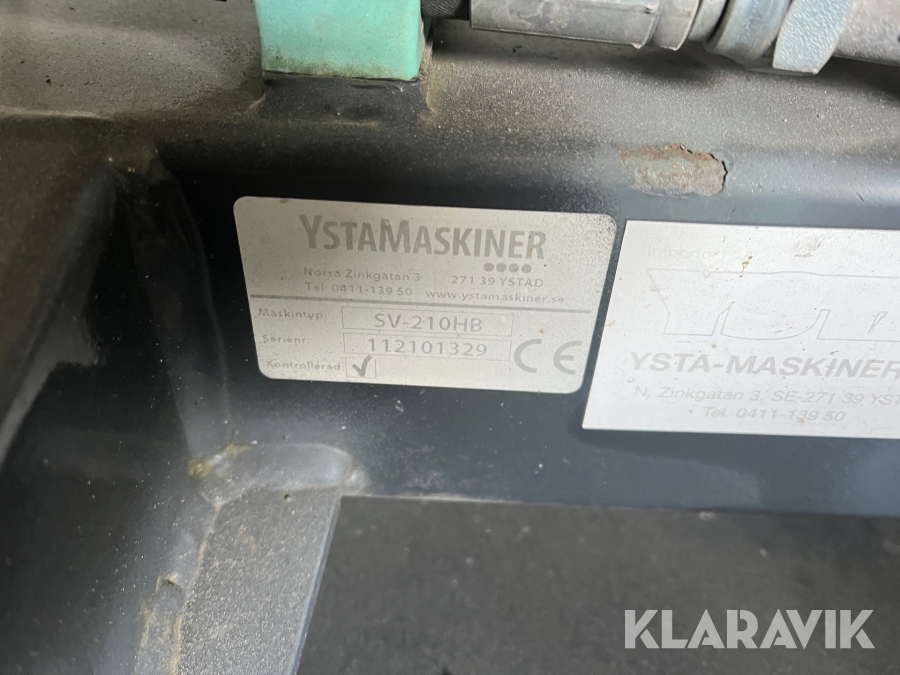 YSTAMASKINER
Norra Zinkgatan 3 271 39 YSTAD
Tel: 0411-139 50 www.ystamaskiner.se
Maskintyp: SV-210HB
Serienr: 112101329
Kontrollerad √
CE
YSTA-MASKINER
N. Zinkgatan 3, SE-271 39 YST
Tel. 0411-139 50
KLARAVIK